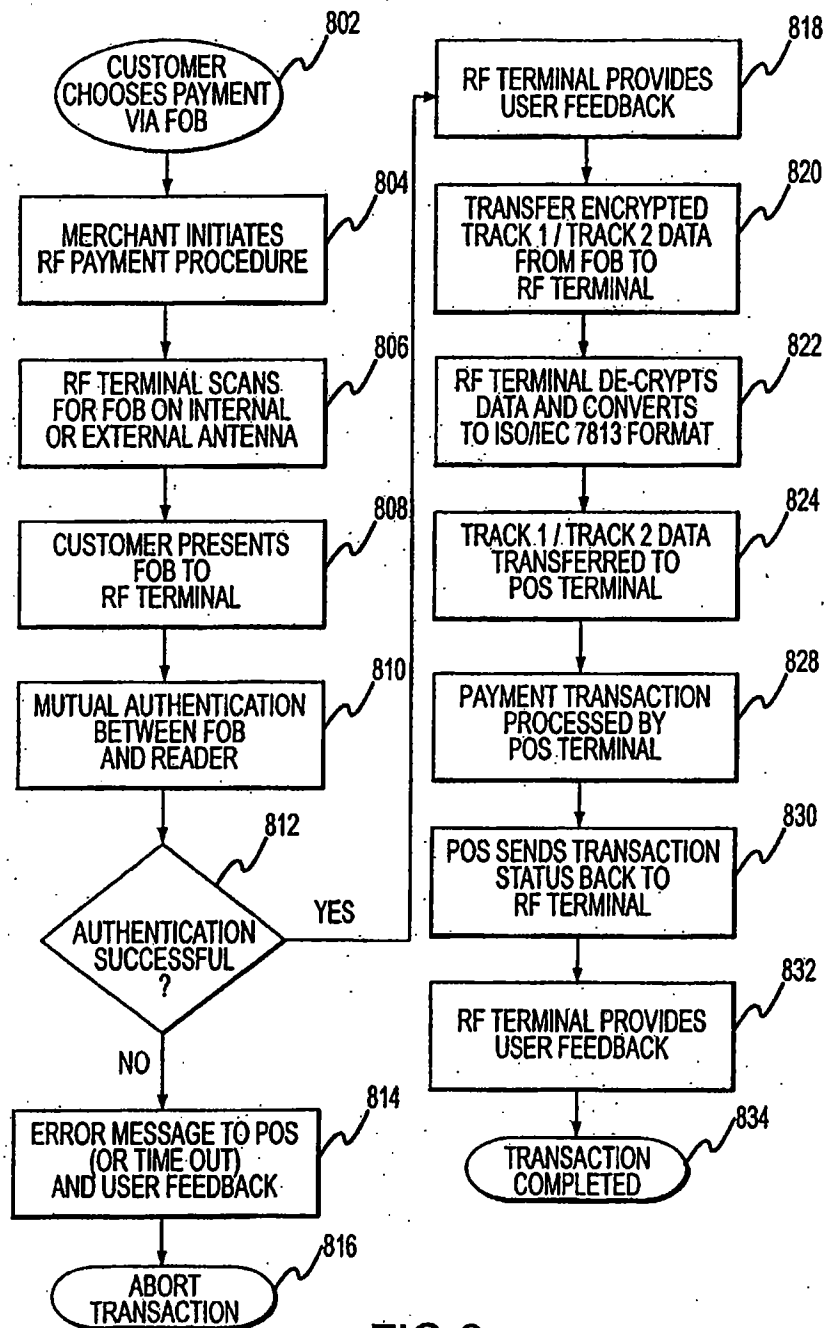 802
CUSTOMER
CHOOSES PAYMENT
VIA FOB
804
MERCHANT INITIATES
RF PAYMENT PROCEDURE
806
RF TERMINAL SCANS
FOR FOB ON INTERNAL
OR EXTERNAL ANTENNA
808
CUSTOMER PRESENTS
FOB TO
RF TERMINAL
810
MUTUAL AUTHENTICATION
BETWEEN FOB
AND READER
812
AUTHENTICATION
SUCCESSFUL
?
YES
NO
814
ERROR MESSAGE TO POS
(OR TIME OUT)
AND USER FEEDBACK
816
ABORT
TRANSACTION
818
RF TERMINAL PROVIDES
USER FEEDBACK
820
TRANSFER ENCRYPTED
TRACK 1 / TRACK 2 DATA
FROM FOB TO
RF TERMINAL
822
RF TERMINAL DE-CRYPTS
DATA AND CONVERTS
TO ISO/IEC 7813 FORMAT
824
TRACK 1 / TRACK 2 DATA
TRANSFERRED TO
POS TERMINAL
828
PAYMENT TRANSACTION
PROCESSED BY
POS TERMINAL
830
POS SENDS TRANSACTION
STATUS BACK TO
RF TERMINAL
832
RF TERMINAL PROVIDES
USER FEEDBACK
834
TRANSACTION
COMPLETED